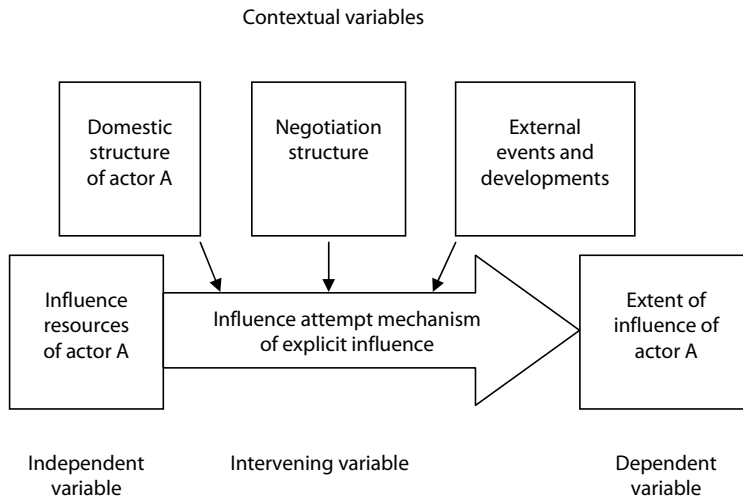 Contextual variables
Domestic
structure
of actor A
Negotiation
structure
External
events and
developments
Influence
resources
of actor A
Influence attempt mechanism
of explicit influence
Extent of
influence of
actor A
Independent
variable
Intervening variable
Dependent
variable